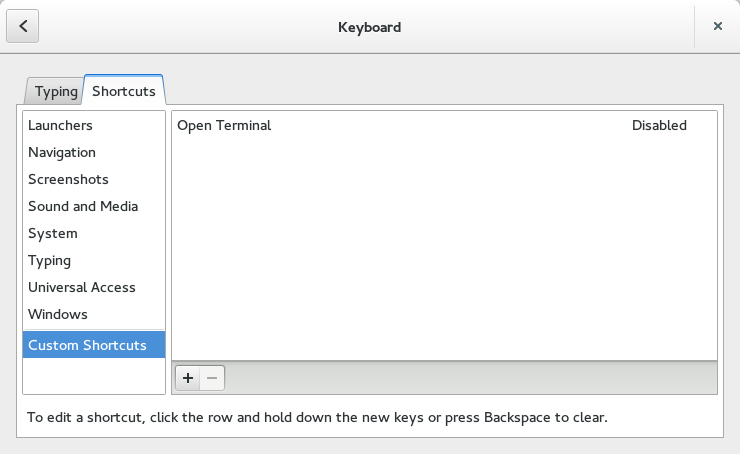 Keyboard
Typing
Shortcuts
Launchers
Navigation
Screenshots
Sound and Media
System
Typing
Universal Access
Windows
Custom Shortcuts
Open Terminal Disabled
To edit a shortcut, click the row and hold down the new keys or press Backspace to clear.